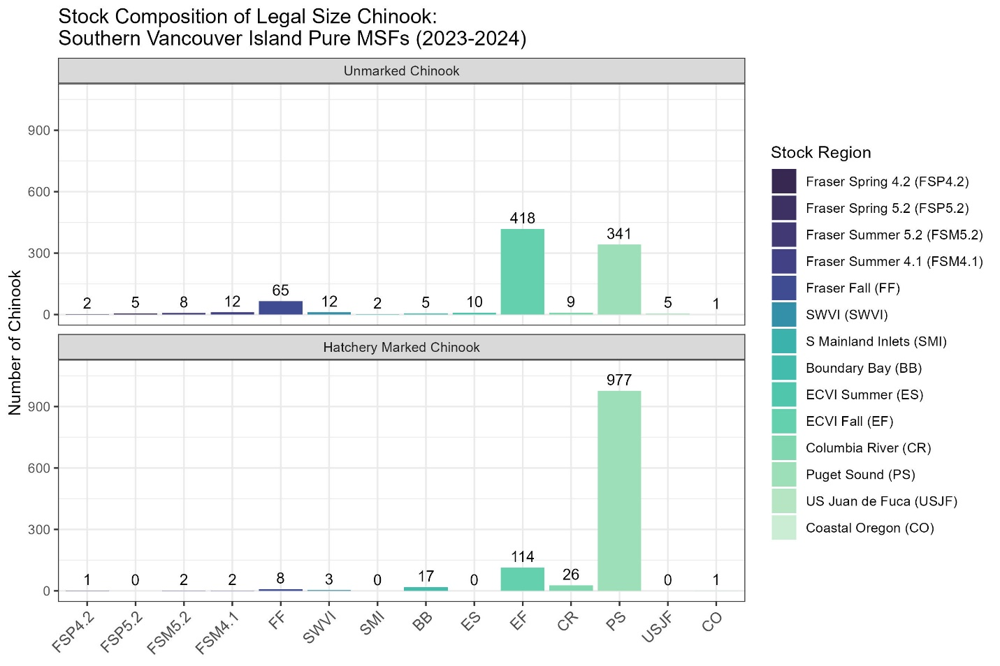 Stock Composition of Legal Size Chinook:
Southern Vancouver Island Pure MSFs (2023-2024)
Unmarked Chinook
900
600
300
0
2 5 8 12 65 12 2 5 10 418 9 341 5 1
Hatchery Marked Chinook
900
600
300
0
1 0 2 2 8 3 0 17 0 114 26 977 0 1
FSP4.2 FSP5.2 FSM5.2 FSM4.1 FF SWVI SMI BB ES EF CR PS USJF CO
Number of Chinook
Stock Region
Fraser Spring 4.2 (FSP4.2)
Fraser Spring 5.2 (FSP5.2)
Fraser Summer 5.2 (FSM5.2)
Fraser Summer 4.1 (FSM4.1)
Fraser Fall (FF)
SWVI (SWVI)
S Mainland Inlets (SMI)
Boundary Bay (BB)
ECVI Summer (ES)
ECVI Fall (EF)
Columbia River (CR)
Puget Sound (PS)
US Juan de Fuca (USJF)
Coastal Oregon (CO)